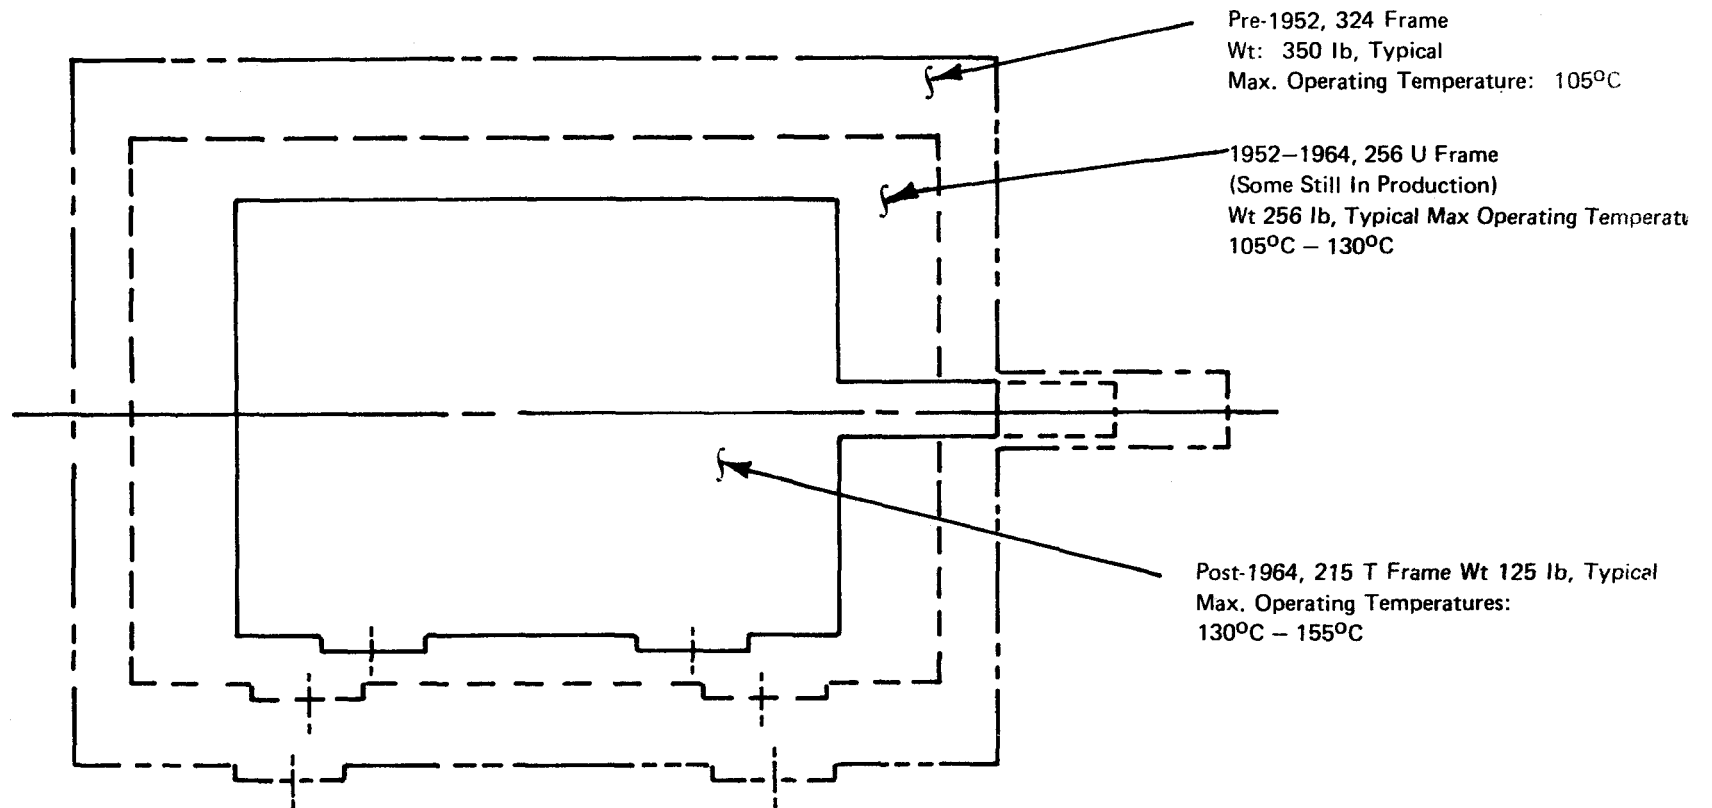 Pre-1952, 324 Frame
Wt: 350 lb, Typical
Max. Operating Temperature: 105°C
1952–1964, 256 U Frame
(Some Still In Production)
Wt 256 lb, Typical Max Operating Temperatu
105°C – 130°C
Post-1964, 215 T Frame Wt 125 lb, Typical
Max. Operating Temperatures:
130°C – 155°C